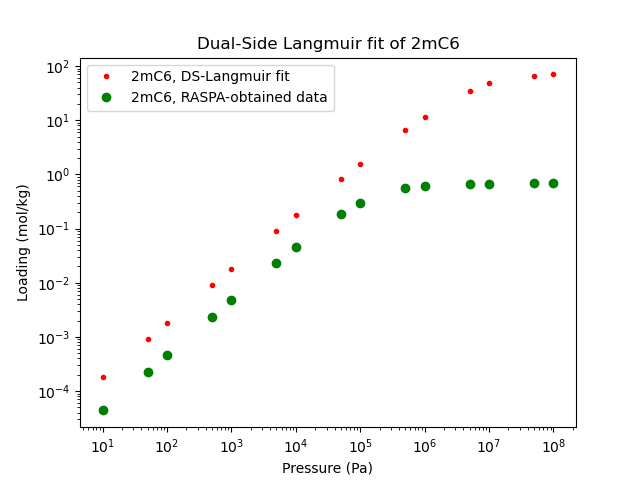 Dual-Side Langmuir fit of 2mC6
2mC6, DS-Langmuir fit
2mC6, RASPA-obtained data
Loading (mol/kg)
10²
10¹
10⁰
10⁻¹
10⁻²
10⁻³
10⁻⁴
10¹ 10² 10³ 10⁴ 10⁵ 10⁶ 10⁷ 10⁸
Pressure (Pa)